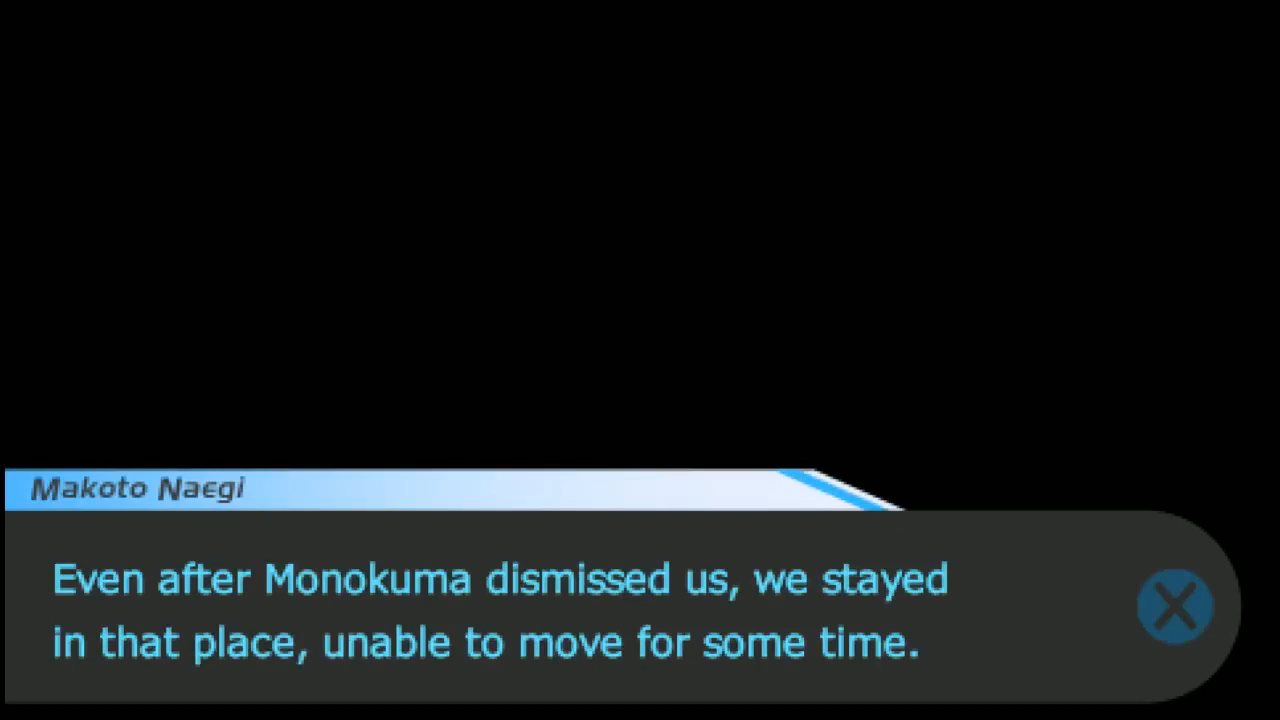 Makoto Naegi
Even after Monokuma dismissed us, we stayed
in that place, unable to move for some time.